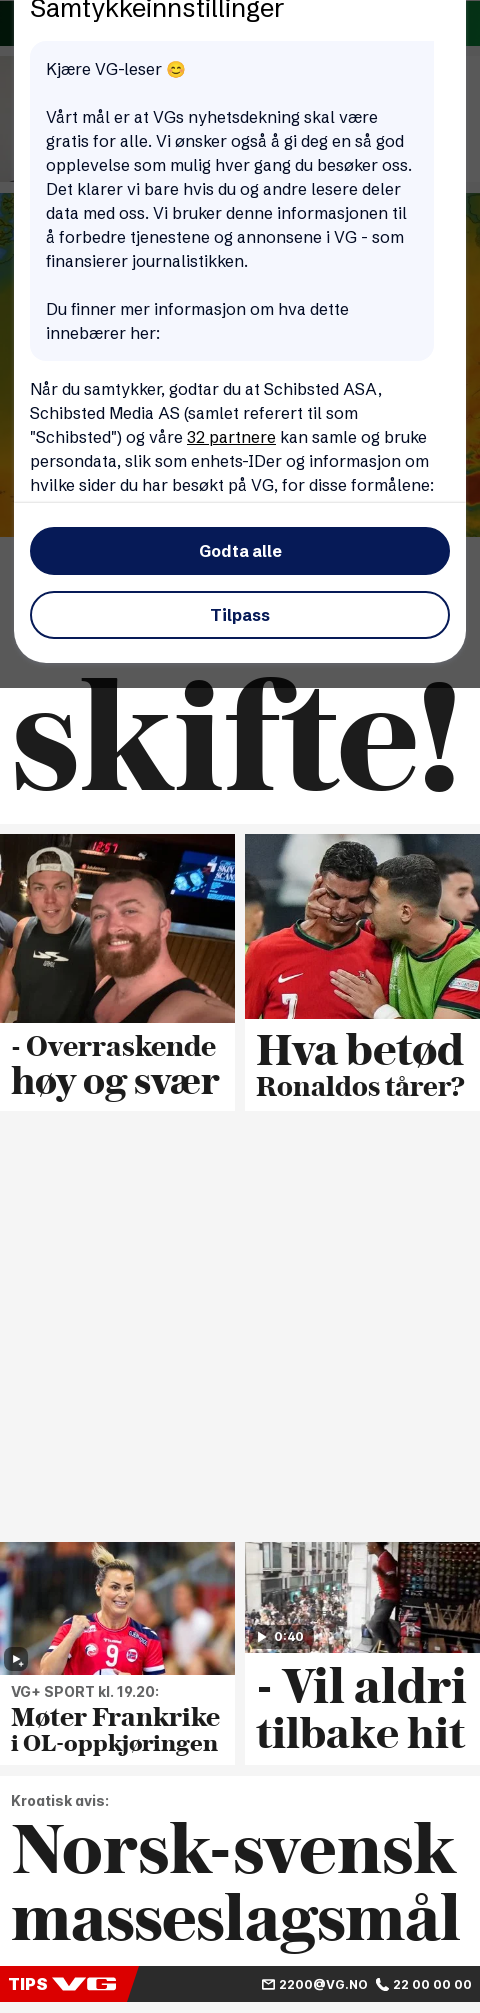 Samtykkeinnstillinger
Kjære VG-leser 😊
Vårt mål er at VGs nyhetsdekning skal være
gratis for alle. Vi ønsker også å gi deg en så god
opplevelse som mulig hver gang du besøker oss.
Det klarer vi bare hvis du og andre lesere deler
data med oss. Vi bruker denne informasjonen til
å forbedre tjenestene og annonsene i VG - som
finansierer journalistikken.
Du finner mer informasjon om hva dette
innebærer her:
Når du samtykker, godtar du at Schibsted ASA,
Schibsted Media AS (samlet referert til som
"Schibsted") og våre 32 partnere kan samle og bruke
persondata, slik som enhets-IDer og informasjon om
hvilke sider du har besøkt på VG, for disse formålene:
Godta alle
Tilpass
skifte!
12:57
- Overraskende
høy og svær
7
Hva betød
Ronaldos tårer?
9
VG+ SPORT kl. 19.20:
Møter Frankrike
i OL-oppkjøringen
0:40
- Vil aldri
tilbake hit
Kroatisk avis:
Norsk-svensk
masseslagsmål
TIPS VG
2200@VG.NO
22 00 00 00